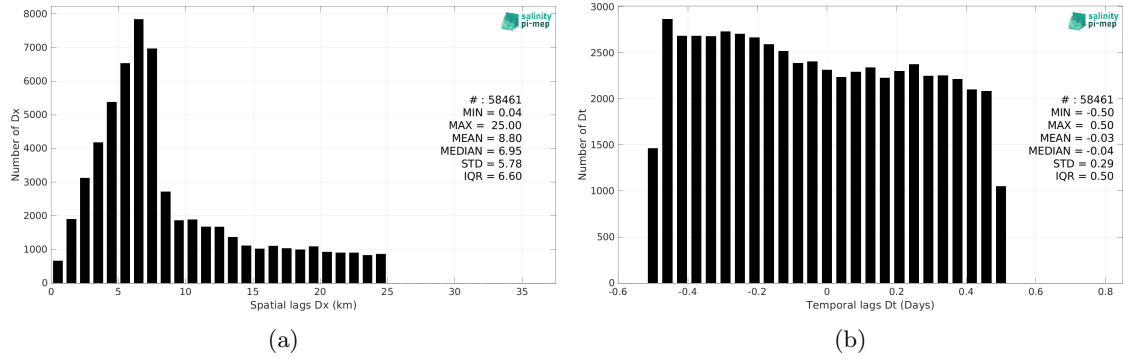 8000
7000
6000
5000
4000
3000
2000
1000
0
Number of Dx
0 5 10 15 20 25 30 35
Spatial lags Dx (km)
salinity
pi-mep
# : 58461
MIN = 0.04
MAX = 25.00
MEAN = 8.80
MEDIAN = 6.95
STD = 5.78
IQR = 6.60
(a)
3000
2500
2000
1500
1000
500
0
Number of Dt
-0.6 -0.4 -0.2 0 0.2 0.4 0.6 0.8
Temporal lags Dt (Days)
salinity
pi-mep
# : 58461
MIN = -0.50
MAX = 0.50
MEAN = -0.03
MEDIAN = -0.04
STD = 0.29
IQR = 0.50
(b)